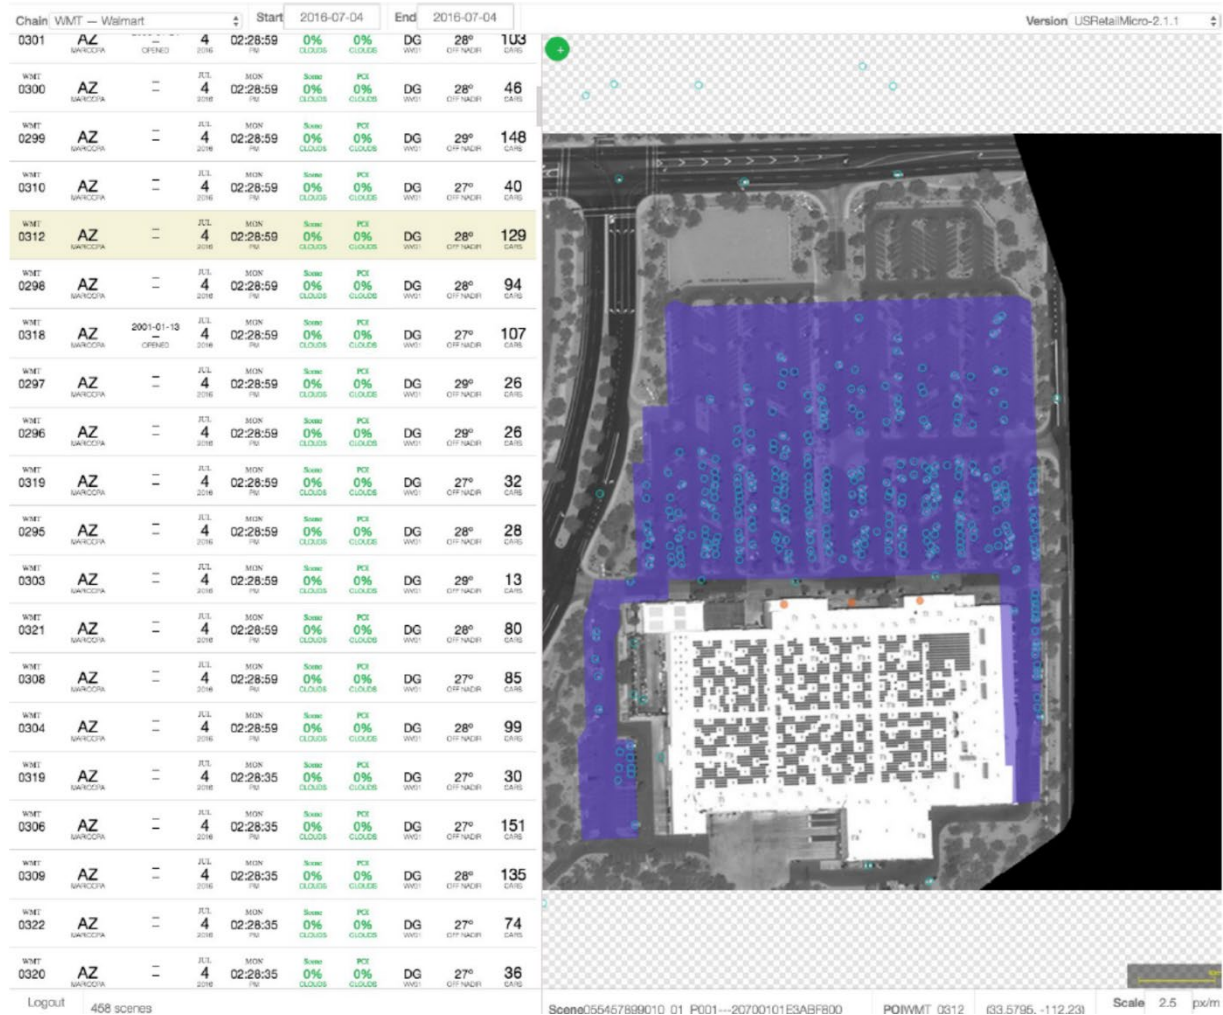 Chain WMT — Walmart Start 2016-07-04 End 2016-07-04 Version USRetailMicro-2.1.1
0301 AZ MARICOPA — OPENED 4 2016 02:28:59 PM 0% CLOUDS 0% CLOUDS DG WV01 28° OFF NADIR 103 CARS
WMT 0300 AZ MARICOPA — JUL 4 2016 MON 02:28:59 PM Scene 0% CLOUDS POI 0% CLOUDS DG WV01 28° OFF NADIR 46 CARS
WMT 0299 AZ MARICOPA — JUL 4 2016 MON 02:28:59 PM Scene 0% CLOUDS POI 0% CLOUDS DG WV01 29° OFF NADIR 148 CARS
WMT 0310 AZ MARICOPA — JUL 4 2016 MON 02:28:59 PM Scene 0% CLOUDS POI 0% CLOUDS DG WV01 27° OFF NADIR 40 CARS
WMT 0312 AZ MARICOPA — JUL 4 2016 MON 02:28:59 PM Scene 0% CLOUDS POI 0% CLOUDS DG WV01 28° OFF NADIR 129 CARS
WMT 0298 AZ MARICOPA — JUL 4 2016 MON 02:28:59 PM Scene 0% CLOUDS POI 0% CLOUDS DG WV01 28° OFF NADIR 94 CARS
WMT 0318 AZ MARICOPA 2001-01-13 — OPENED JUL 4 2016 MON 02:28:59 PM Scene 0% CLOUDS POI 0% CLOUDS DG WV01 27° OFF NADIR 107 CARS
WMT 0297 AZ MARICOPA — JUL 4 2016 MON 02:28:59 PM Scene 0% CLOUDS POI 0% CLOUDS DG WV01 29° OFF NADIR 26 CARS
WMT 0296 AZ MARICOPA — JUL 4 2016 MON 02:28:59 PM Scene 0% CLOUDS POI 0% CLOUDS DG WV01 29° OFF NADIR 26 CARS
WMT 0319 AZ MARICOPA — JUL 4 2016 MON 02:28:59 PM Scene 0% CLOUDS POI 0% CLOUDS DG WV01 27° OFF NADIR 32 CARS
WMT 0295 AZ MARICOPA — JUL 4 2016 MON 02:28:59 PM Scene 0% CLOUDS POI 0% CLOUDS DG WV01 28° OFF NADIR 28 CARS
WMT 0303 AZ MARICOPA — JUL 4 2016 MON 02:28:59 PM Scene 0% CLOUDS POI 0% CLOUDS DG WV01 29° OFF NADIR 13 CARS
WMT 0321 AZ MARICOPA — JUL 4 2016 MON 02:28:59 PM Scene 0% CLOUDS POI 0% CLOUDS DG WV01 28° OFF NADIR 80 CARS
WMT 0308 AZ MARICOPA — JUL 4 2016 MON 02:28:59 PM Scene 0% CLOUDS POI 0% CLOUDS DG WV01 27° OFF NADIR 85 CARS
WMT 0304 AZ MARICOPA — JUL 4 2016 MON 02:28:59 PM Scene 0% CLOUDS POI 0% CLOUDS DG WV01 28° OFF NADIR 99 CARS
WMT 0319 AZ MARICOPA — JUL 4 2016 MON 02:28:35 PM Scene 0% CLOUDS POI 0% CLOUDS DG WV01 27° OFF NADIR 30 CARS
WMT 0306 AZ MARICOPA — JUL 4 2016 MON 02:28:35 PM Scene 0% CLOUDS POI 0% CLOUDS DG WV01 27° OFF NADIR 151 CARS
WMT 0309 AZ MARICOPA — JUL 4 2016 MON 02:28:35 PM Scene 0% CLOUDS POI 0% CLOUDS DG WV01 28° OFF NADIR 135 CARS
WMT 0322 AZ MARICOPA — JUL 4 2016 MON 02:28:35 PM Scene 0% CLOUDS POI 0% CLOUDS DG WV01 27° OFF NADIR 74 CARS
WMT 0320 AZ MARICOPA — JUL 4 2016 MON 02:28:35 PM Scene 0% CLOUDS POI 0% CLOUDS DG WV01 27° OFF NADIR 36 CARS
Logout 458 scenes Scene 055457899010_01_P001---20700101E3ABF800 POI WMT_0312 (33.5795, -112.23) Scale 2.5 px/m